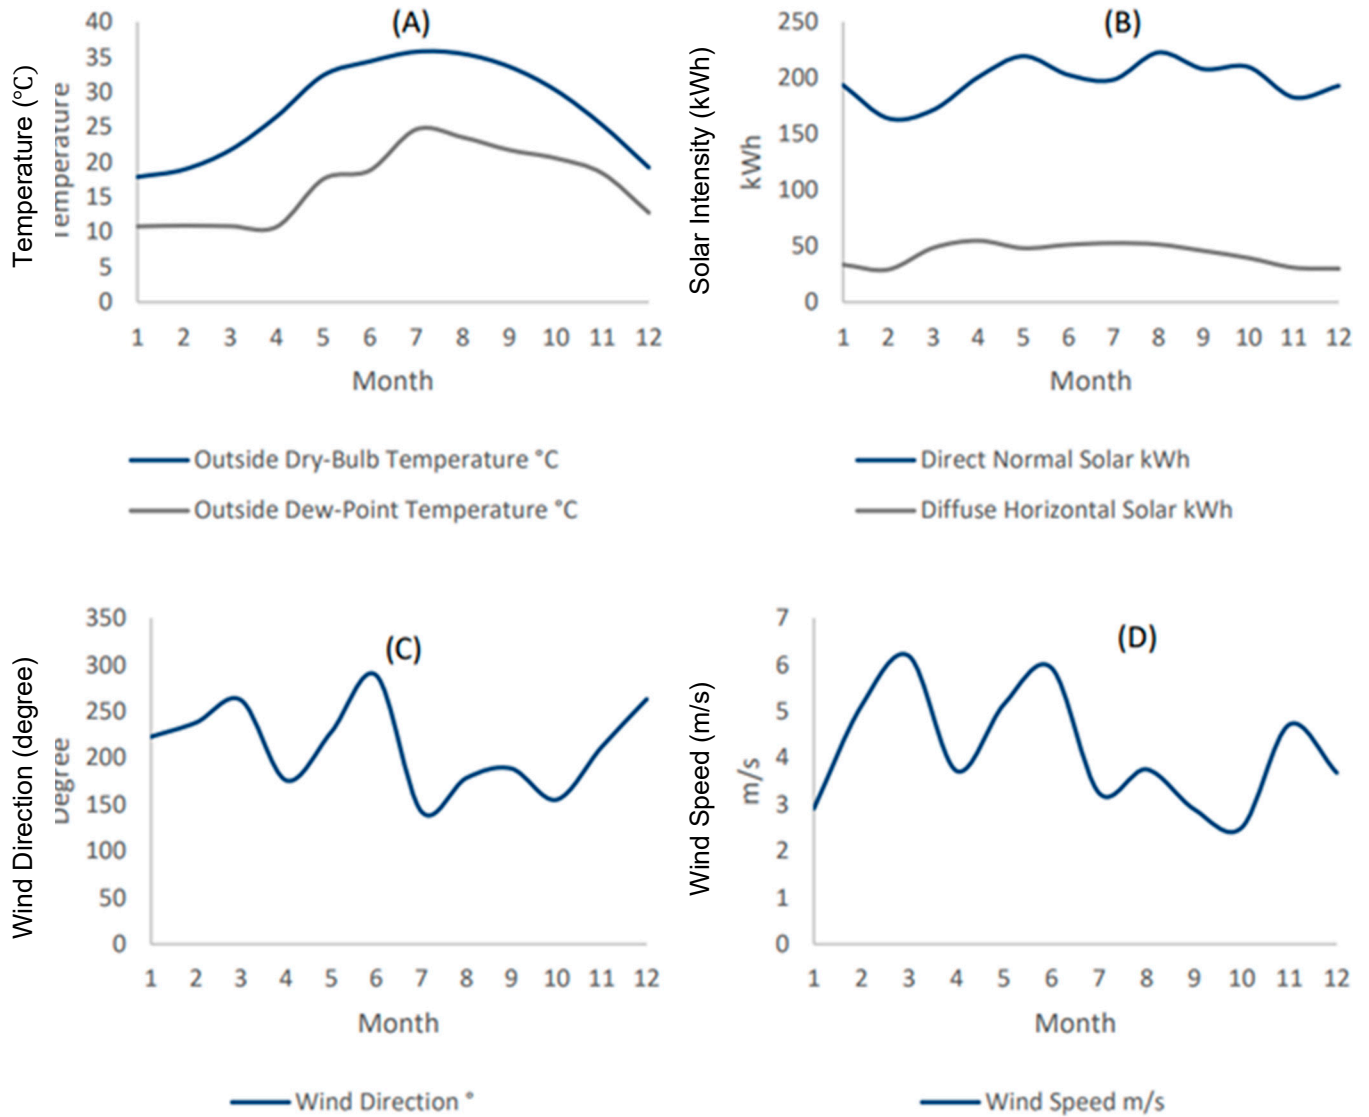 (A)
Temperature (°C)
Temperature
40
35
30
25
20
15
10
5
0
1 2 3 4 5 6 7 8 9 10 11 12
Month
Outside Dry-Bulb Temperature °C
Outside Dew-Point Temperature °C
(B)
Solar Intensity (kWh)
kWh
250
200
150
100
50
0
1 2 3 4 5 6 7 8 9 10 11 12
Month
Direct Normal Solar kWh
Diffuse Horizontal Solar kWh
(C)
Wind Direction (degree)
Degree
350
300
250
200
150
100
50
0
1 2 3 4 5 6 7 8 9 10 11 12
Month
Wind Direction °
(D)
Wind Speed (m/s)
m/s
7
6
5
4
3
2
1
0
1 2 3 4 5 6 7 8 9 10 11 12
Month
Wind Speed m/s